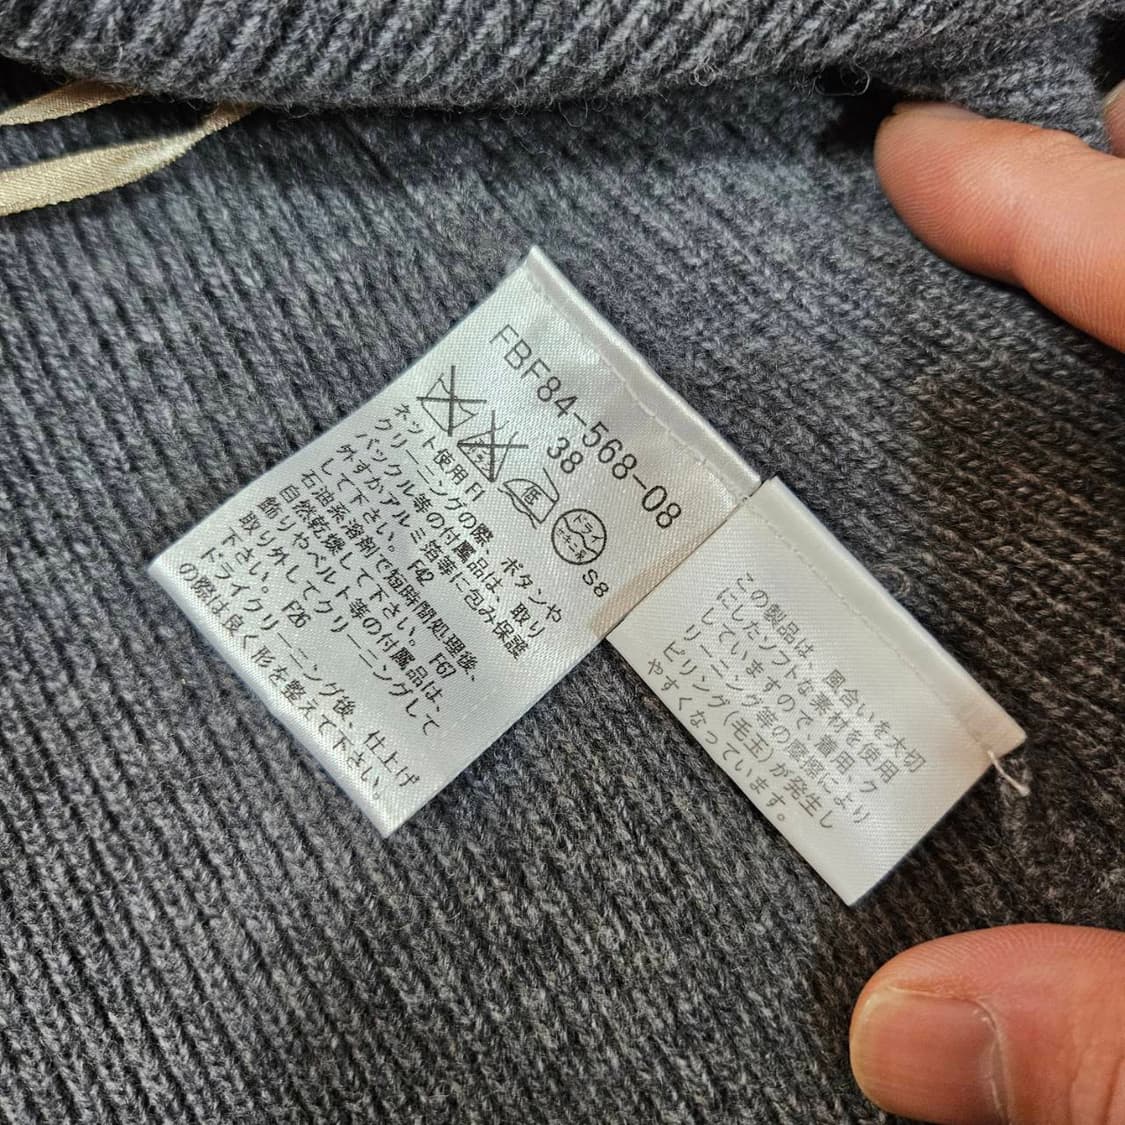 FBF84-568-08
38
低
ドライ
セキユ系
S8
ネット使用 F1
クリーニングの際、ボタンや
バックル等の付属品は、取り
外すかアルミ箔等に包み保護
して下さい。 F42
石油系溶剤で短時間処理後、
自然乾燥して下さい。 F67
飾りやベルト等の付属品は、
取り外してクリーニングして
下さい。 F26
ドライクリーニング後、仕上げ
の際は良く形を整えて下さい。
この製品は、風合いを大切
にしたソフトな素材を使用
していますので、着用、ク
リーニング等の摩擦により
ピリング(毛玉)が発生し
やすくなっています。